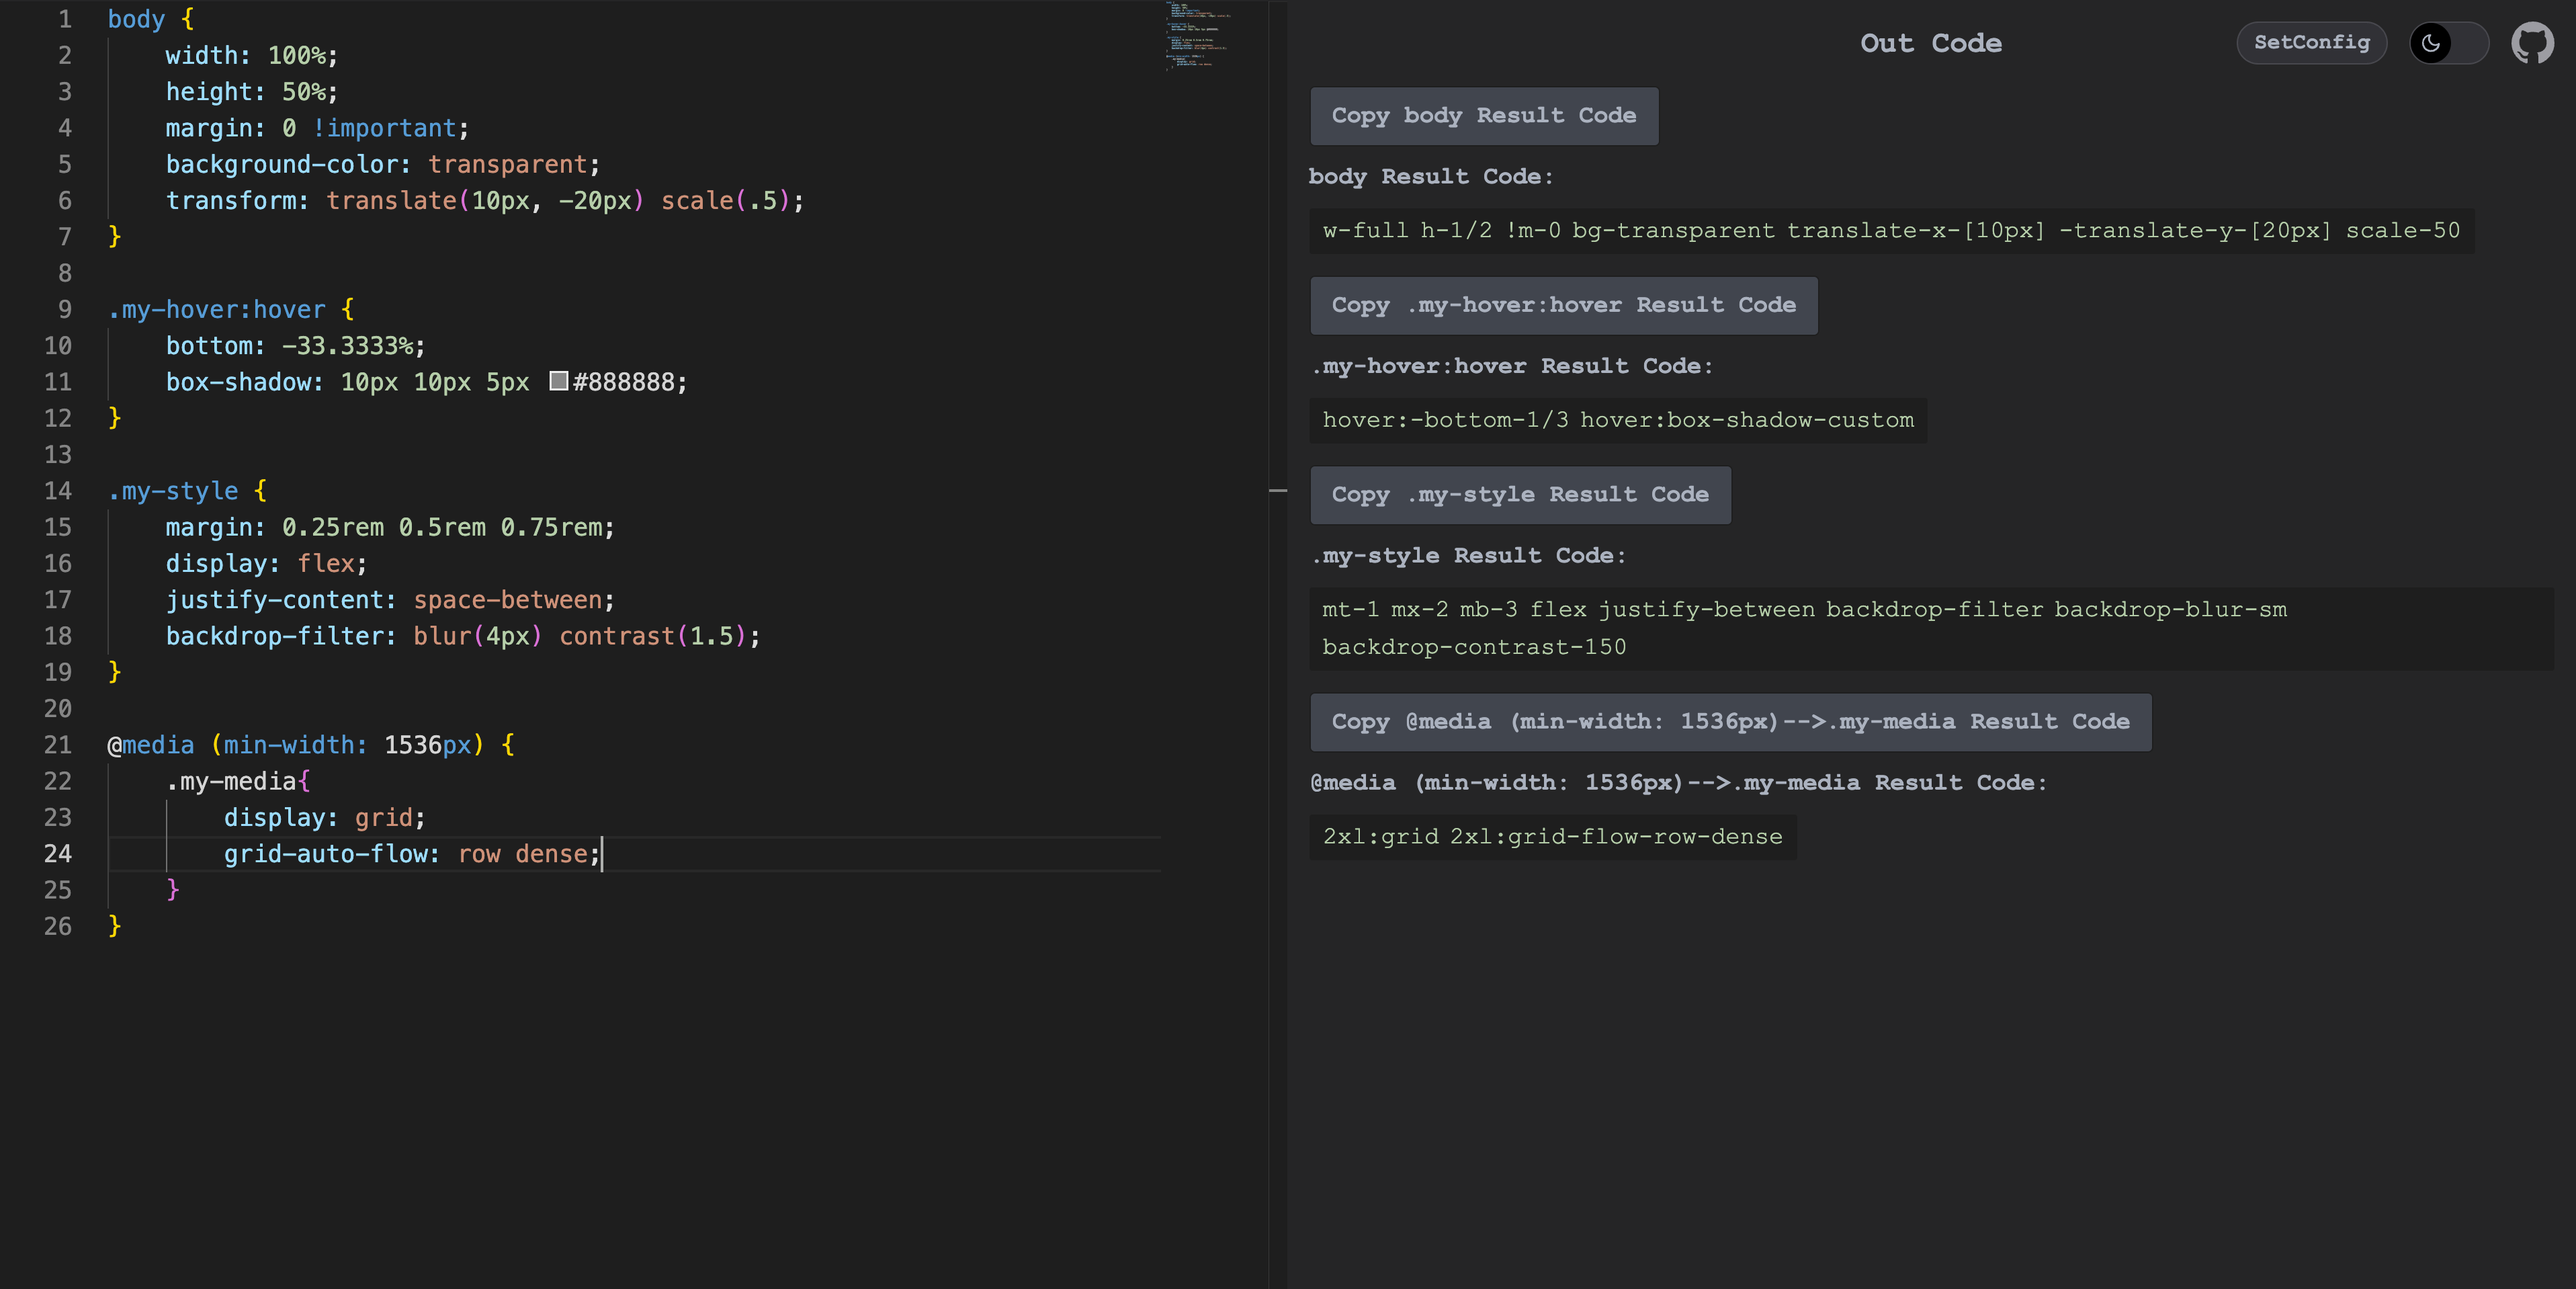 1 body {
2 width: 100%;
3 height: 50%;
4 margin: 0 !important;
5 background-color: transparent;
6 transform: translate(10px, -20px) scale(.5);
7 }
8
9 .my-hover:hover {
10 bottom: -33.3333%;
11 box-shadow: 10px 10px 5px #888888;
12 }
13
14 .my-style {
15 margin: 0.25rem 0.5rem 0.75rem;
16 display: flex;
17 justify-content: space-between;
18 backdrop-filter: blur(4px) contrast(1.5);
19 }
20
21 @media (min-width: 1536px) {
22 .my-media{
23 display: grid;
24 grid-auto-flow: row dense;
25 }
26 }
Out Code
SetConfig
Copy body Result Code
body Result Code:
w-full h-1/2 !m-0 bg-transparent translate-x-[10px] -translate-y-[20px] scale-50
Copy .my-hover:hover Result Code
.my-hover:hover Result Code:
hover:-bottom-1/3 hover:box-shadow-custom
Copy .my-style Result Code
.my-style Result Code:
mt-1 mx-2 mb-3 flex justify-between backdrop-filter backdrop-blur-sm
backdrop-contrast-150
Copy @media (min-width: 1536px)-->.my-media Result Code
@media (min-width: 1536px)-->.my-media Result Code:
2xl:grid 2xl:grid-flow-row-dense